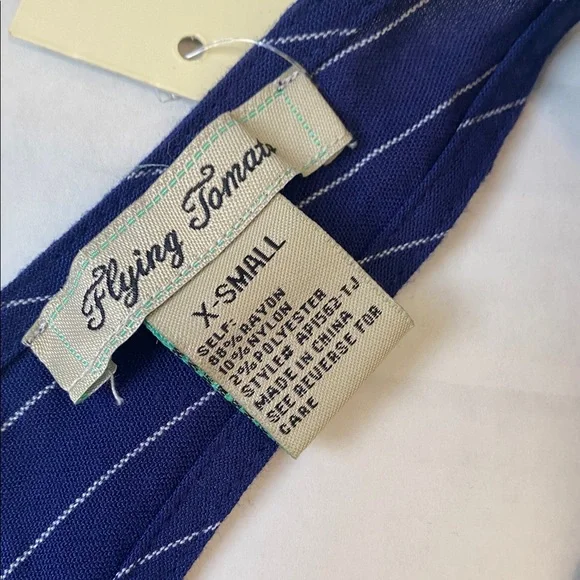 Flying Tomat
X-SMALL
SELF:
88% RAYON
10% NYLON
2% POLYESTER
STYLE# AP1562-TJ
MADE IN CHINA
SEE REVERSE FOR
CARE